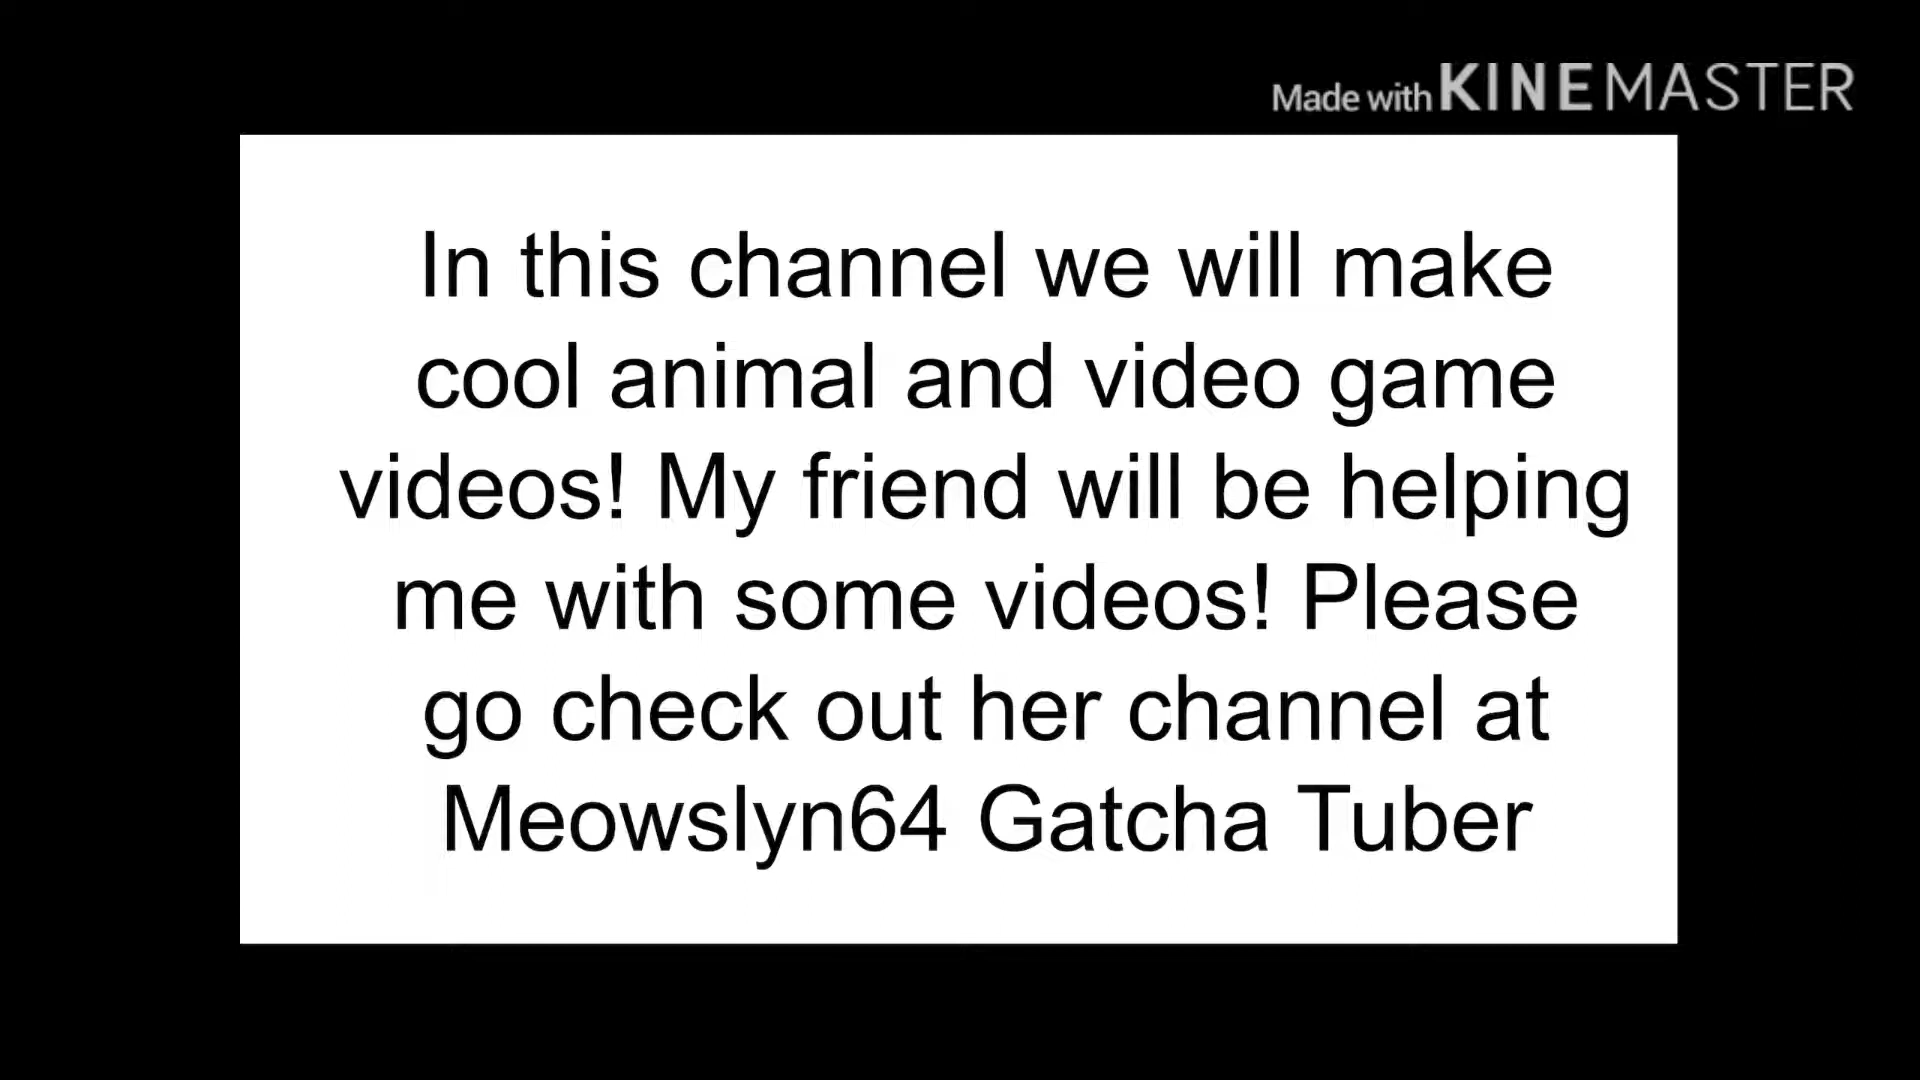 Made with KINEMASTER
In this channel we will make
cool animal and video game
videos! My friend will be helping
me with some videos! Please
go check out her channel at
Meowslyn64 Gatcha Tuber